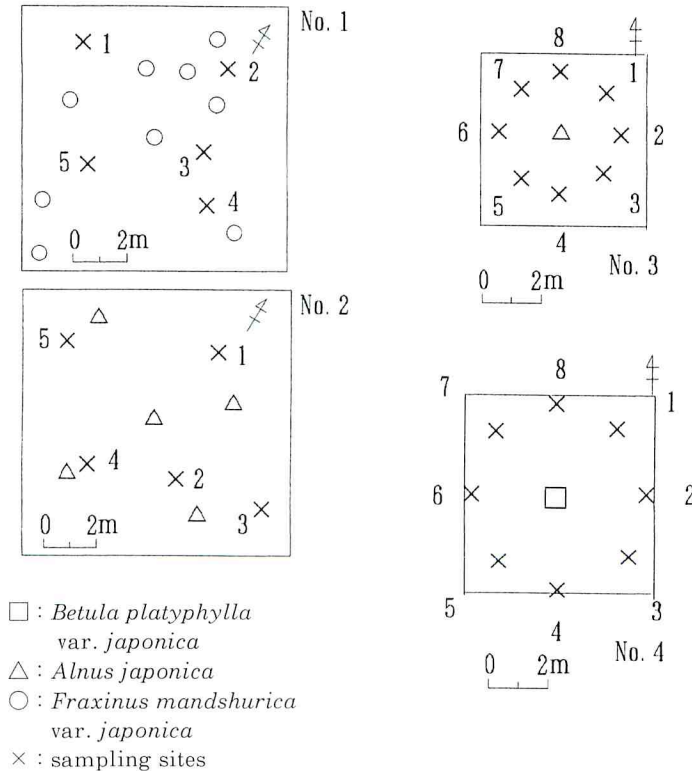 No. 1
1
2
3
4
5
0 2m
No. 2
5
1
4
2
3
0 2m
8
7 1
6 2
5 3
4
No. 3
0 2m
8
7 1
6 2
5 3
4
No. 4
0 2m
□ : Betula platyphylla
var. japonica
△ : Alnus japonica
○ : Fraxinus mandshurica
var. japonica
× : sampling sites